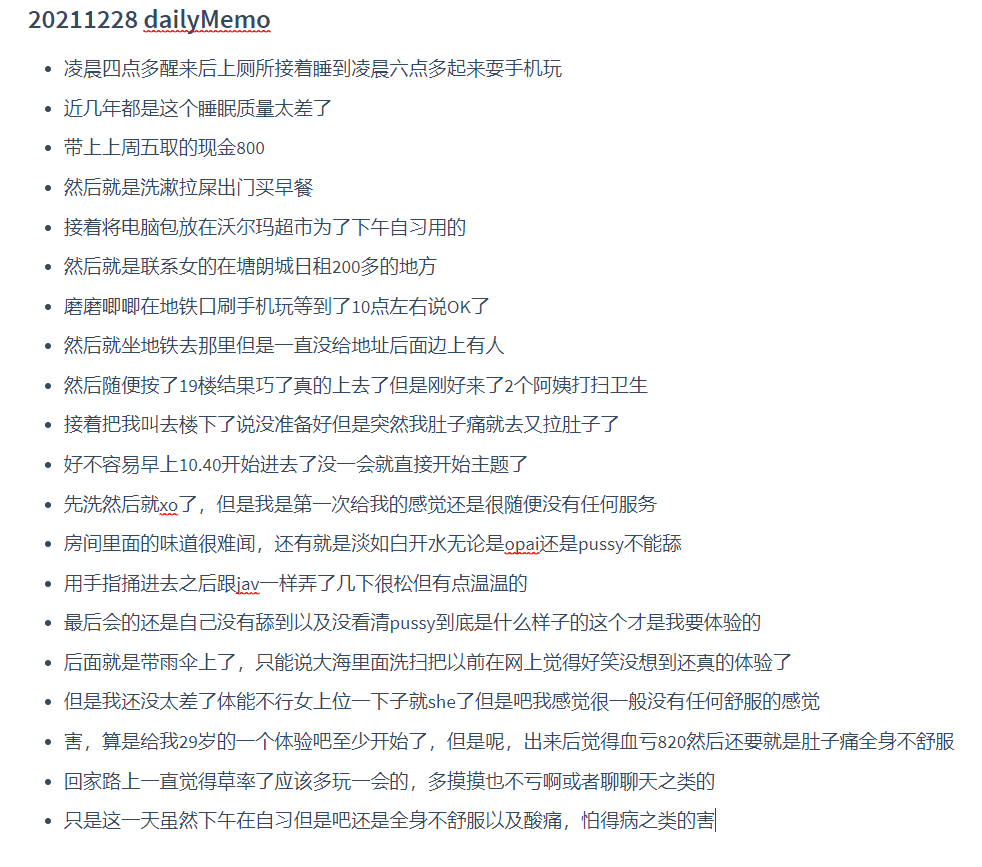 20211228 dailyMemo
凌晨四点多醒来后上厕所接着睡到凌晨六点多起来耍手机玩
近几年都是这个睡眠质量太差了
带上上周五取的现金800
然后就是洗漱拉屎出门买早餐
接着将电脑包放在沃尔玛超市为了下午自习用的
然后就是联系女的在塘朗城日租200多的地方
磨磨唧唧在地铁口刷手机玩等到了10点左右说OK了
然后就坐地铁去那里但是一直没给地址后面边上有人
然后随便按了19楼结果巧了真的上去了但是刚好来了2个阿姨打扫卫生
接着把我叫去楼下了说没准备好但是突然我肚子痛就去又拉肚子了
好不容易早上10.40开始进去了没一会就直接开始主题了
先洗然后就xo了，但是我是第一次给我的感觉还是很随便没有任何服务
房间里面的味道很难闻，还有就是淡如白开水无论是opai还是pussy不能舔
用手指捅进去之后跟jav一样弄了几下很松但有点温温的
最后会的还是自己没有舔到以及没看清pussy到底是什么样子的这个才是我要体验的
后面就是带雨伞上了，只能说大海里面洗扫把以前在网上觉得好笑没想到还真的体验了
但是我还没太差了体能不行女上位一下子就she了但是吧我感觉很一般没有任何舒服的感觉
害，算是给我29岁的一个体验吧至少开始了，但是呢，出来后觉得血亏820然后还要就是肚子痛全身不舒服
回家路上一直觉得草率了应该多玩一会的，多摸摸也不亏啊或者聊聊天之类的
只是这一天虽然下午在自习但是吧还是全身不舒服以及酸痛，怕得病之类的害